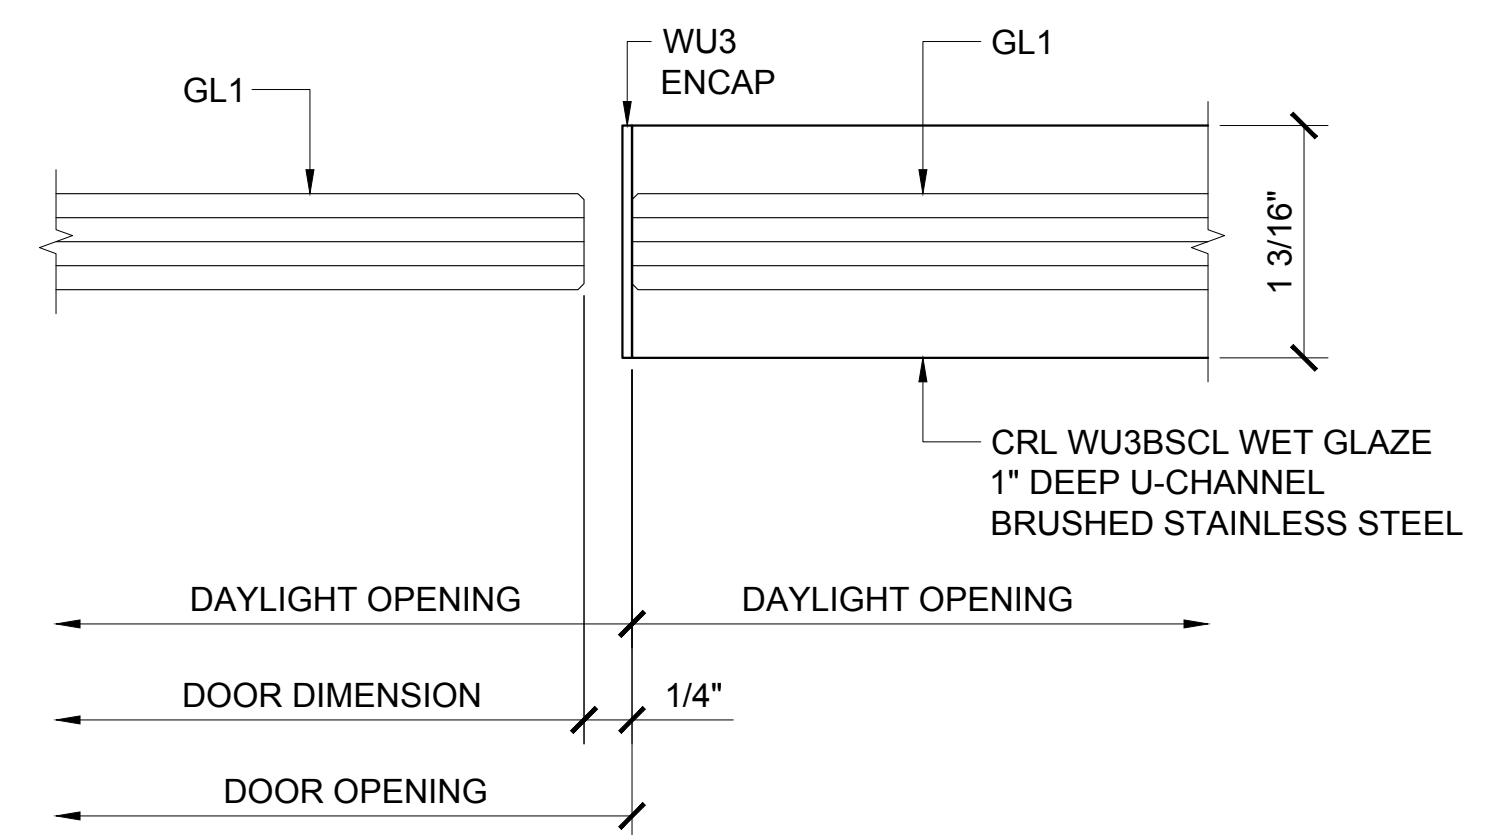 WU3
ENCAP
GL1
GL1
1 3/16"
CRL WU3BSCL WET GLAZE
1" DEEP U-CHANNEL
BRUSHED STAINLESS STEEL
DAYLIGHT OPENING
DAYLIGHT OPENING
DOOR DIMENSION
1/4"
DOOR OPENING